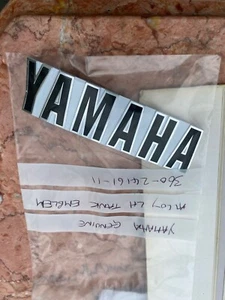 YAMAHA
YAMAHA GENUINE
ALLOY LH TANK EMBLEM
360-24161-11